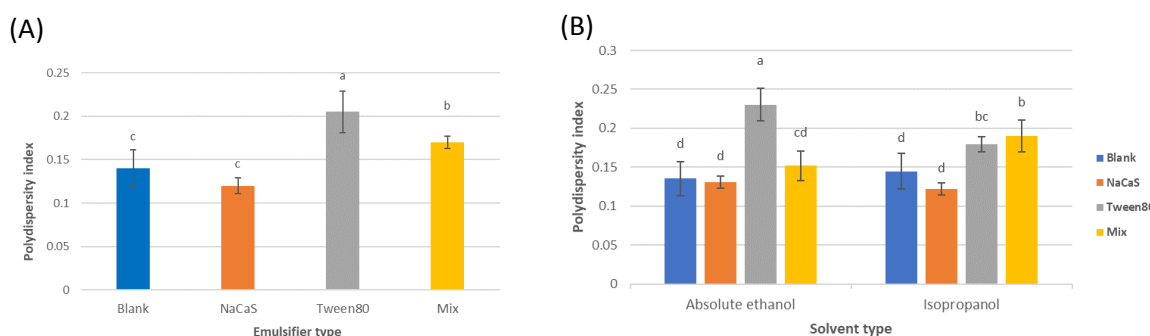 (A)
Polydispersity index
0.25
0.2
0.15
0.1
0.05
0
c
c
a
b
Blank
NaCaS
Tween80
Mix
Emulsifier type
(B)
Polydispersity index
0.3
0.25
0.2
0.15
0.1
0.05
0
d
d
a
cd
d
d
bc
b
Absolute ethanol
Isopropanol
Solvent type
Blank
NaCaS
Tween80
Mix